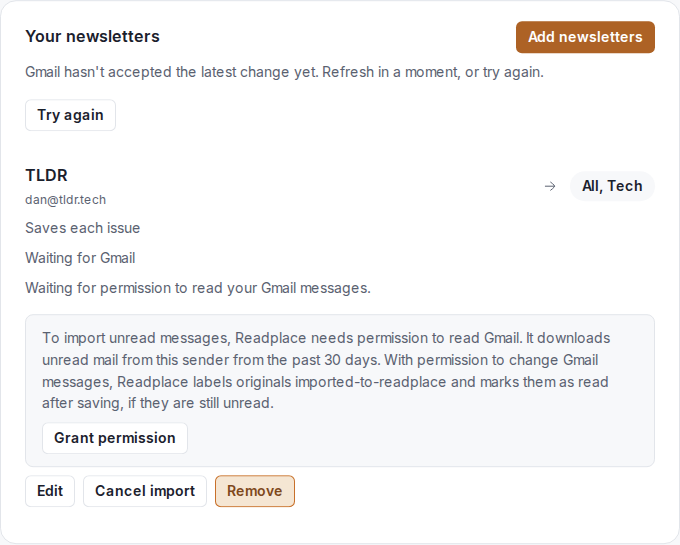 Your newsletters
Add newsletters
Gmail hasn't accepted the latest change yet. Refresh in a moment, or try again.
Try again
TLDR
dan@tldr.tech
→ All, Tech
Saves each issue
Waiting for Gmail
Waiting for permission to read your Gmail messages.
To import unread messages, Readplace needs permission to read Gmail. It downloads
unread mail from this sender from the past 30 days. With permission to change Gmail
messages, Readplace labels originals imported-to-readplace and marks them as read
after saving, if they are still unread.
Grant permission
Edit
Cancel import
Remove